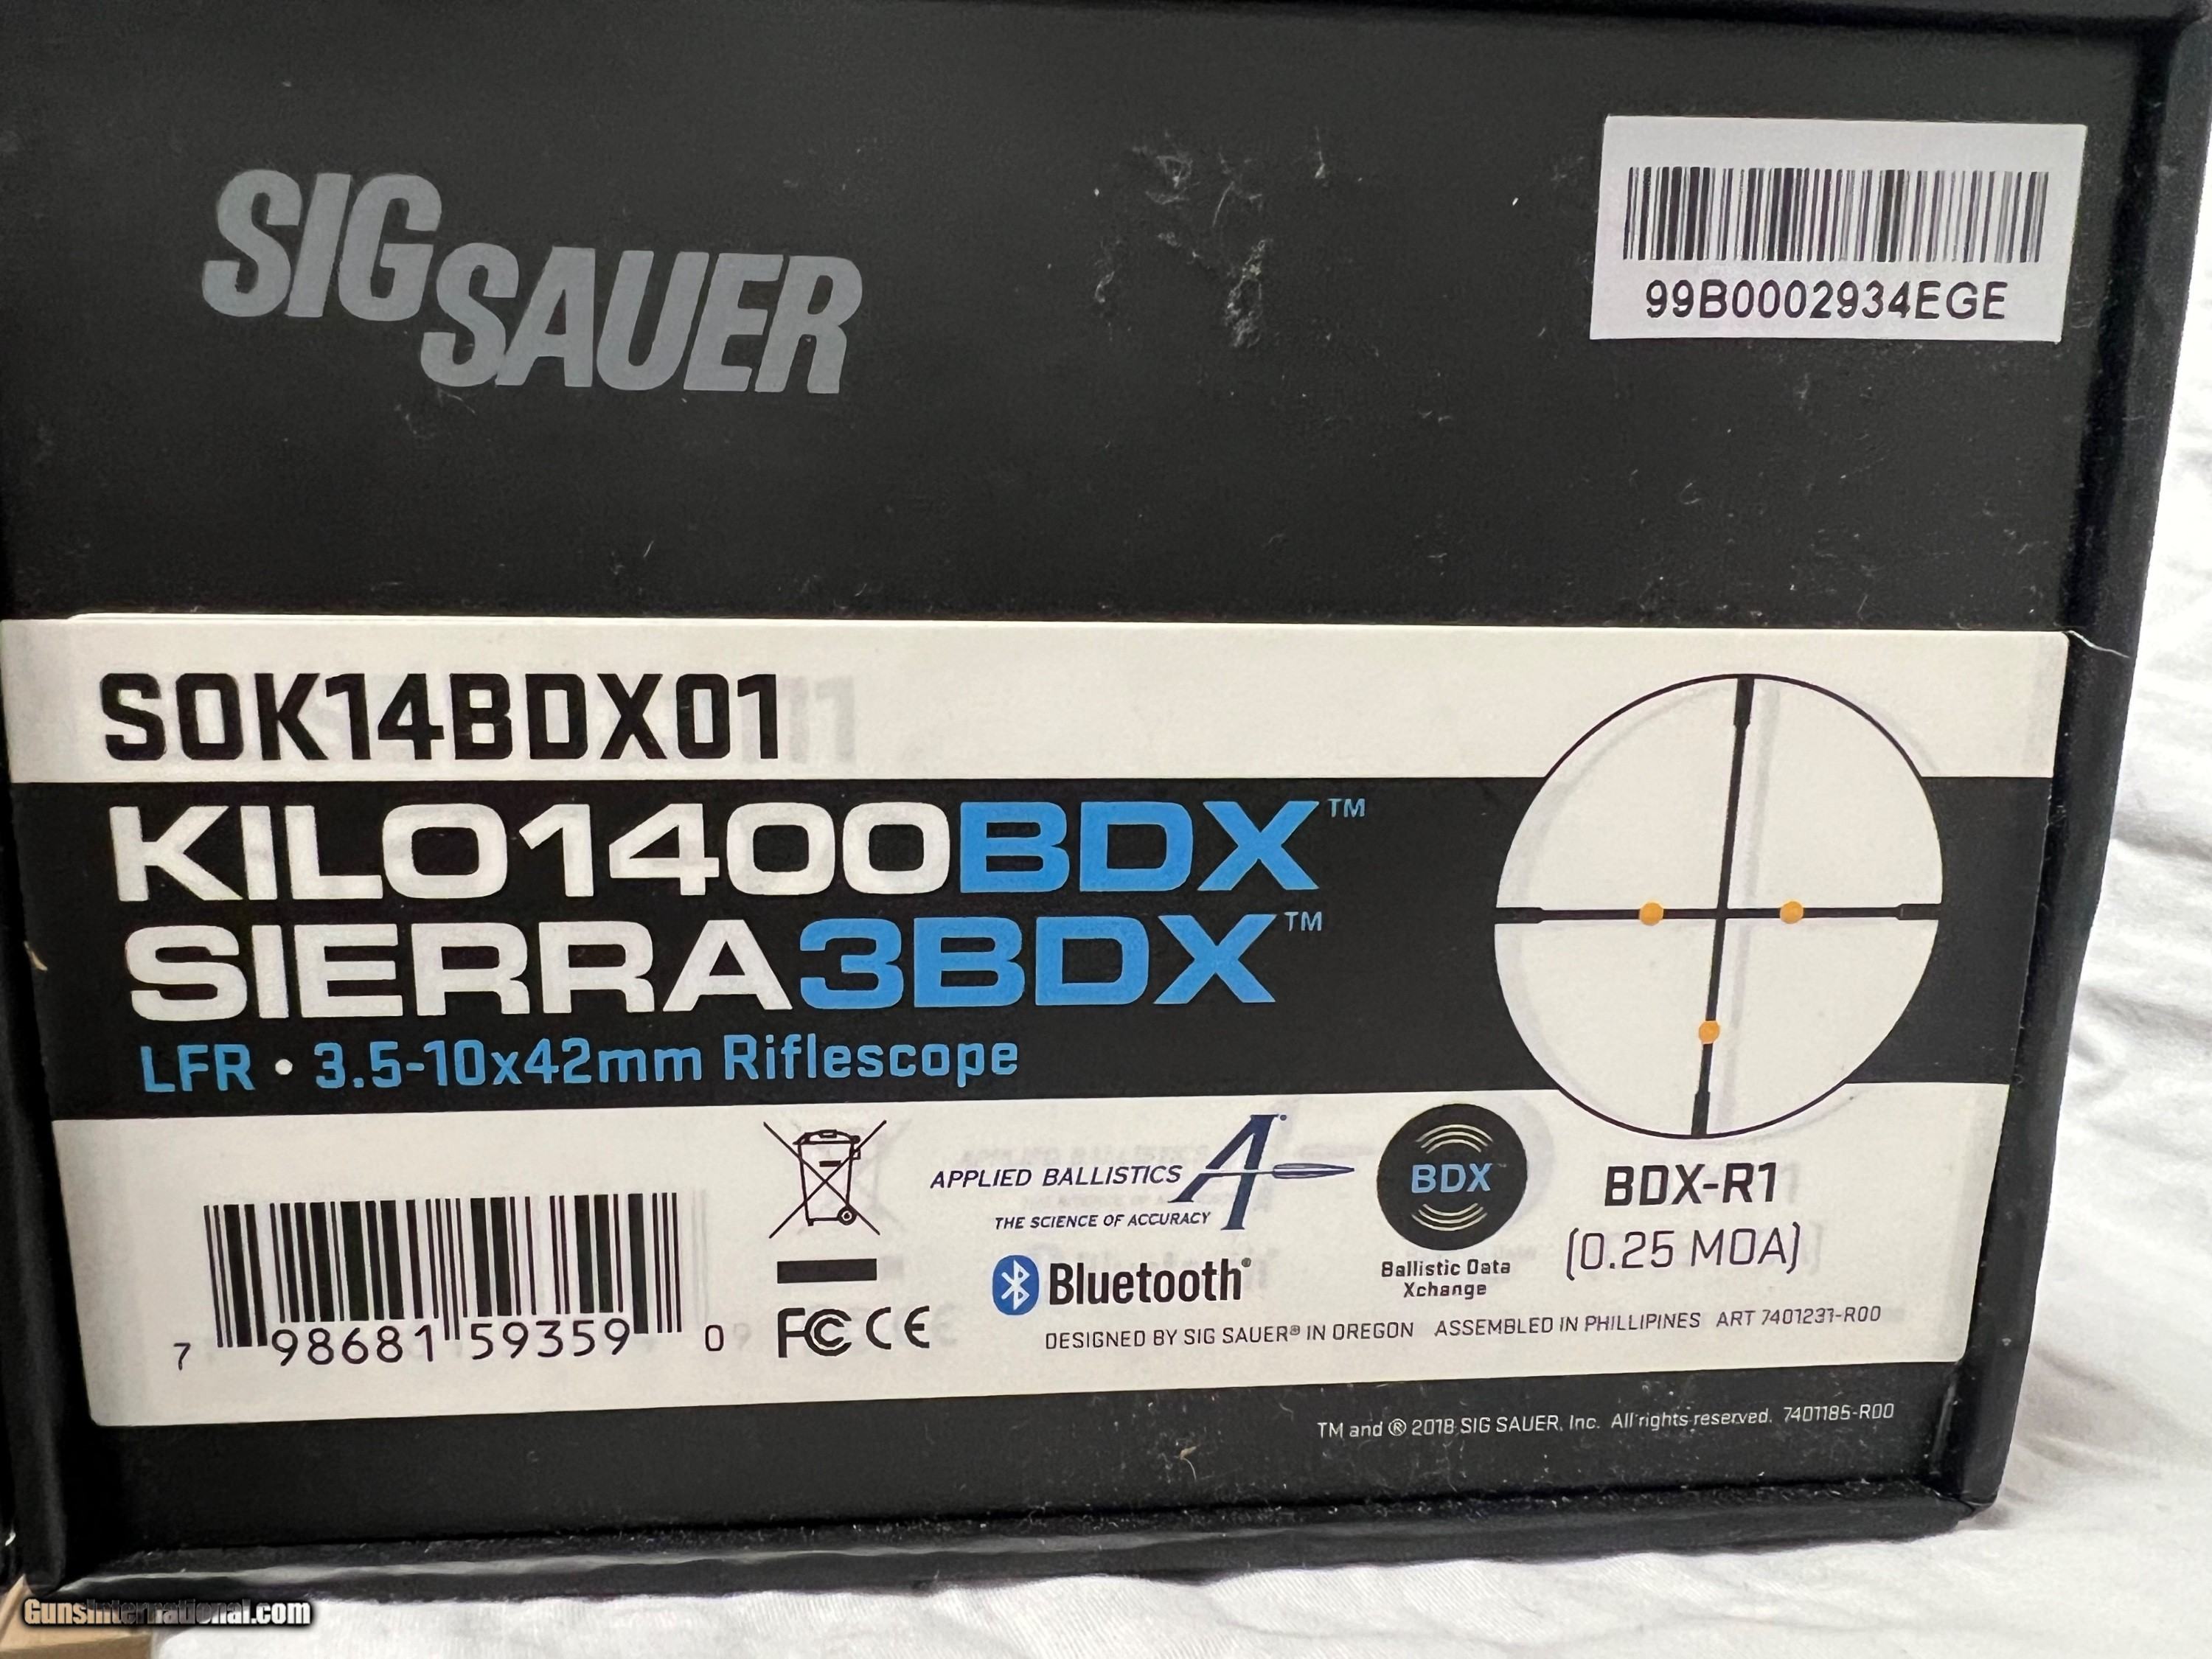 SIG SAUER
99B0002934EGE
SOK14BDX01
KILO1400BDX™
SIERRA3BDX™
LFR • 3.5-10x42mm Riflescope
APPLIED BALLISTICS
THE SCIENCE OF ACCURACY
BDX
Ballistic Data
Xchange
BDX-R1
(0.25 MOA)
Bluetooth®
7 98681 59359 0
FC CE
DESIGNED BY SIG SAUER® IN OREGON ASSEMBLED IN PHILLIPINES ART 7401231-R00
TM and ® 2018 SIG SAUER, Inc. All rights reserved. 7401185-R00
GunsInternational.com